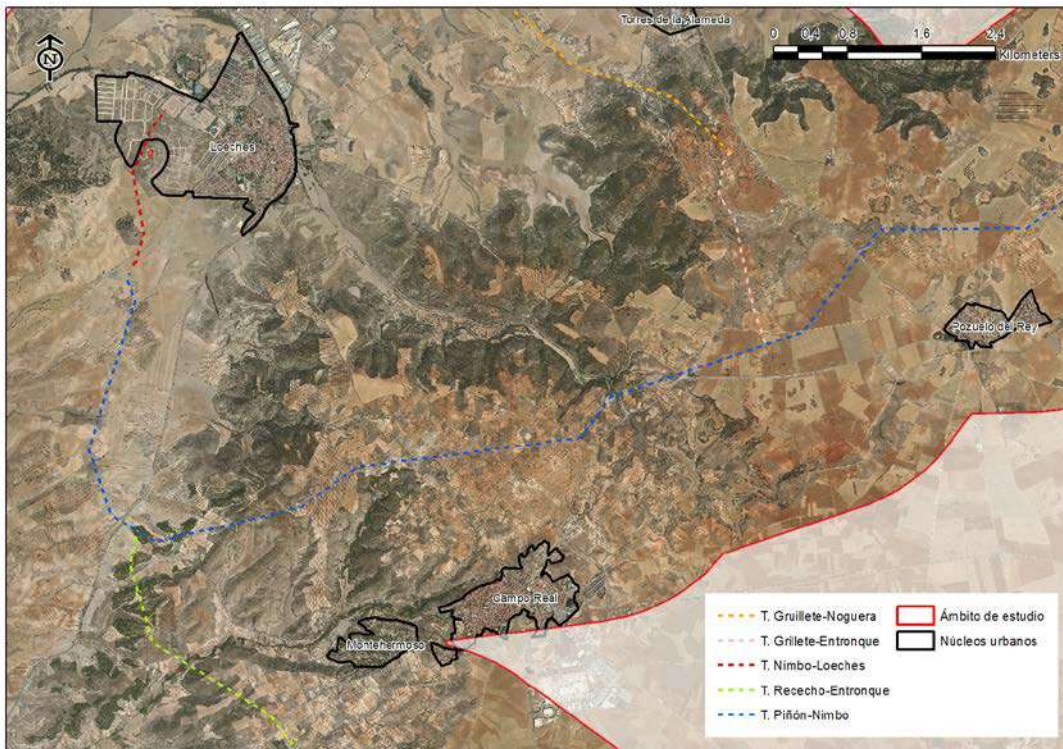 Torres de la Alameda
0 0,4 0,8 1,6 2,4
Kilometers
N
Loeches
Pozuelo del Rey
Campo Real
Montehermoso
T. Gruillete-Noguera
T. Grillete-Entronque
T. Nimbo-Loeches
T. Rececho-Entronque
T. Piñón-Nimbo
Ámbito de estudio
Núcleos urbanos